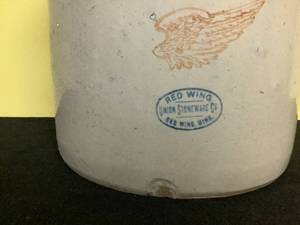 RED WING
UNION STONEWARE CO.
RED WING, MINN.